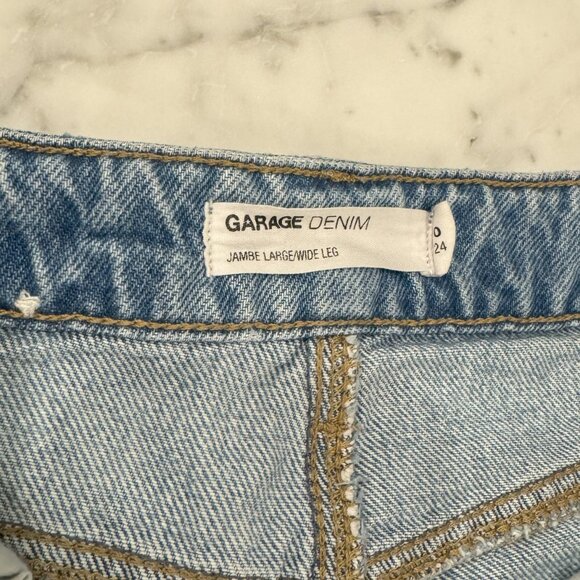 GARAGE DENIM
JAMBE LARGE/WIDE LEG
0
24